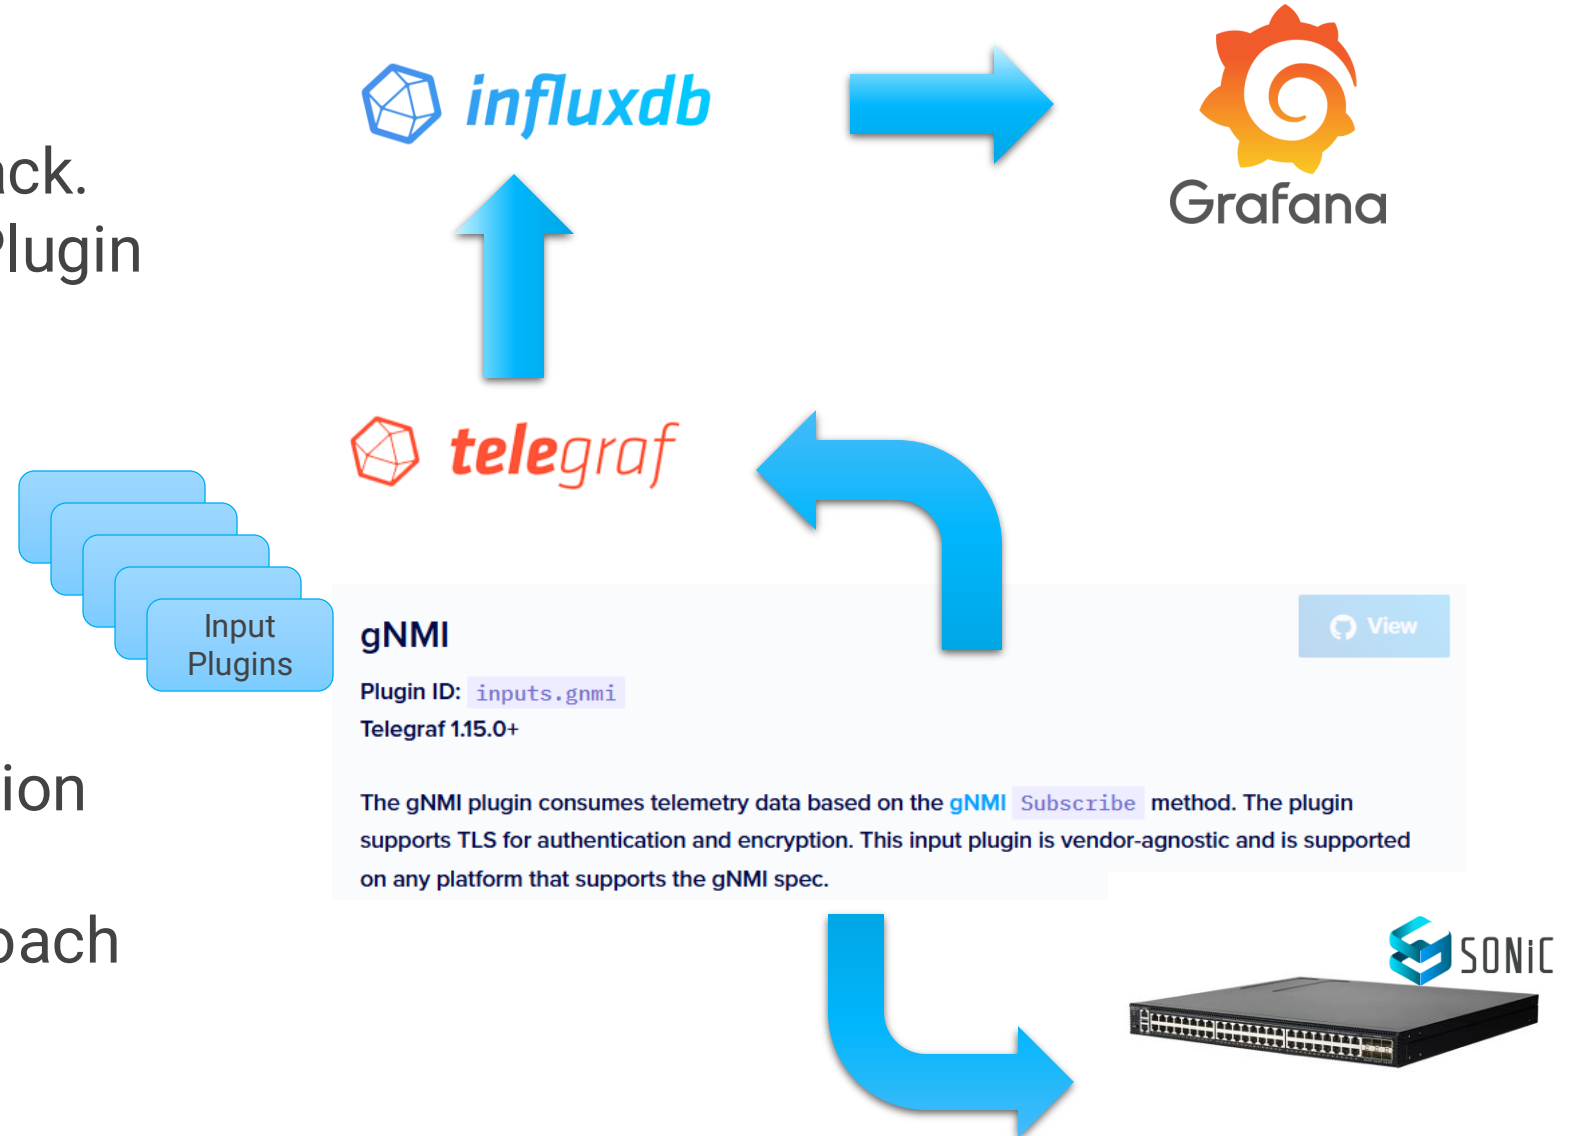 influxdb
Grafana
ack.
Plugin
telegraf
Input
Plugins
gNMI
View
Plugin ID: inputs.gnmi
Telegraf 1.15.0+
The gNMI plugin consumes telemetry data based on the gNMI Subscribe method. The plugin
supports TLS for authentication and encryption. This input plugin is vendor-agnostic and is supported
on any platform that supports the gNMI spec.
ion
oach
SONiC